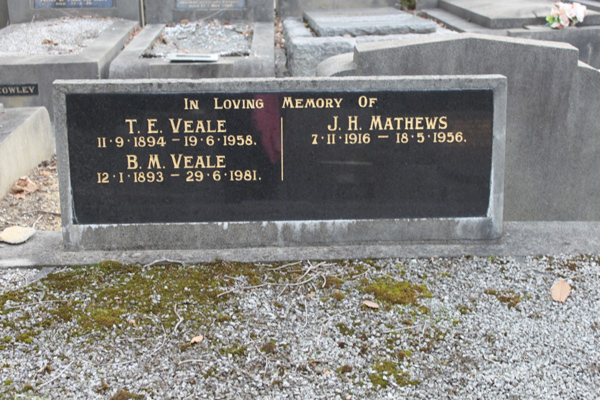 In Loving Memory Of
T. E. Veale
11·9·1894 – 19·6·1958.
B. M. Veale
12·1·1893 – 29·6·1981.
J. H. Mathews
7·11·1916 – 18·5·1956.